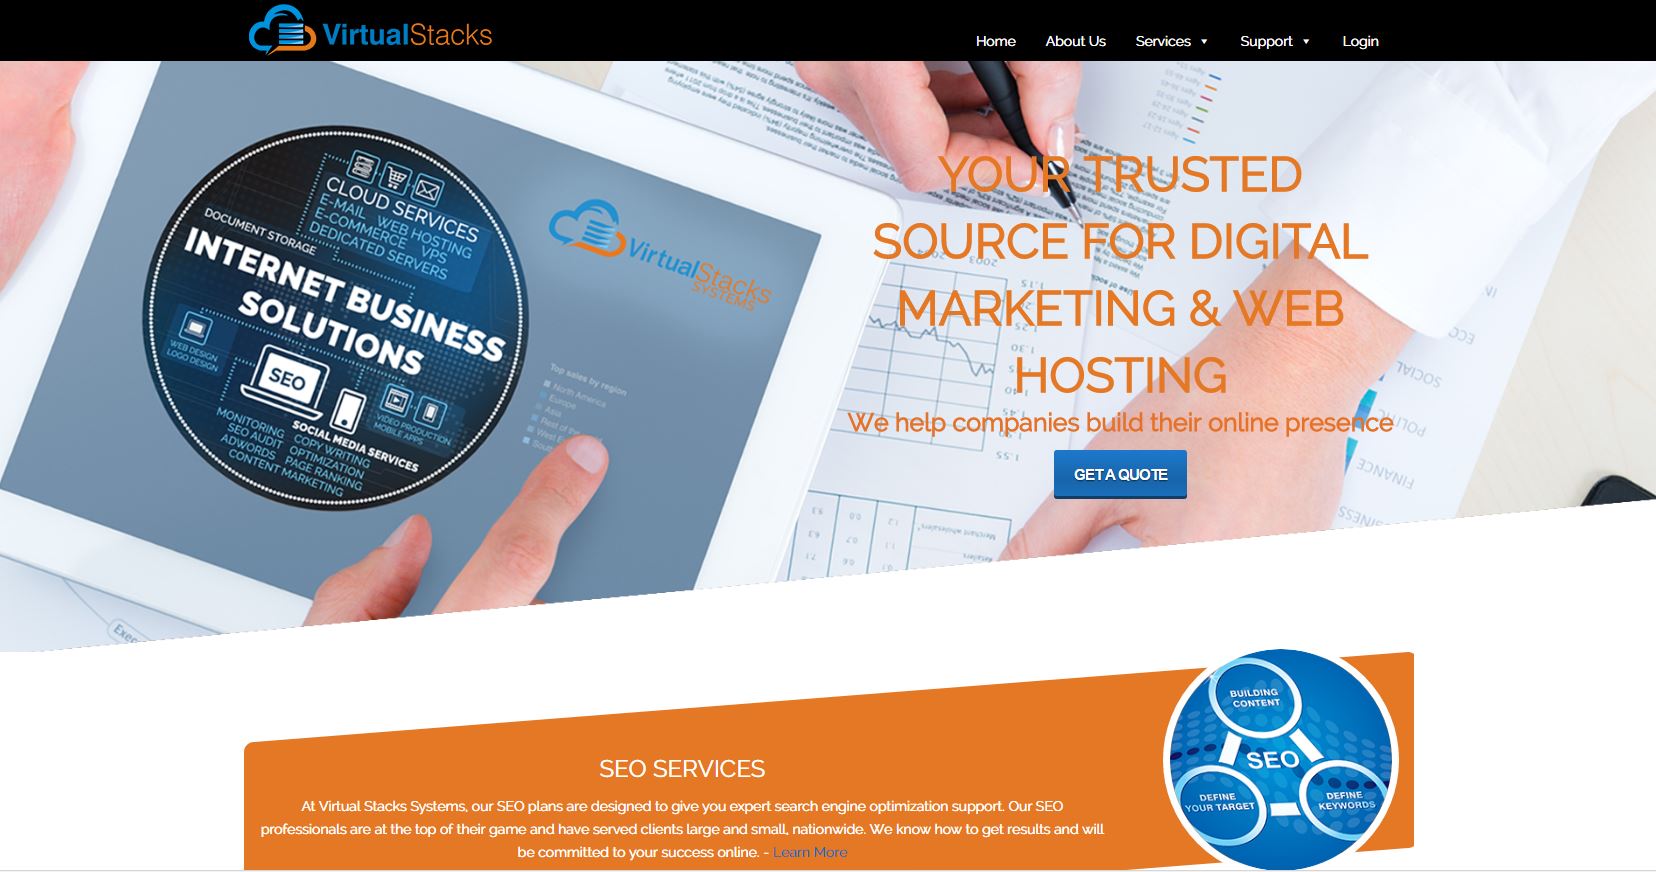 VirtualStacks
Home
About Us
Services
Support
Login
CLOUD SERVICES
E-MAIL WEB HOSTING
E-COMMERCE VPS
DEDICATED SERVERS
DOCUMENT STORAGE
INTERNET BUSINESS
SOLUTIONS
WEB DESIGN
LOGO DESIGN
SEO
VIDEO PRODUCTION
MOBILE APPS
SOCIAL MEDIA SERVICES
MONITORING COPY WRITING
SEO AUDIT OPTIMIZATION
ADWORDS PAGE RANKING
CONTENT MARKETING
VirtualStacks
SYSTEMS
Top sales by region
North America
Europe
Asia
Rest of the
YOUR TRUSTED
SOURCE FOR DIGITAL
MARKETING & WEB
HOSTING
We help companies build their online presence
GET A QUOTE
SEO SERVICES
At Virtual Stacks Systems, our SEO plans are designed to give you expert search engine optimization support. Our SEO
professionals are at the top of their game and have served clients large and small, nationwide. We know how to get results and will
be committed to your success online. - Learn More
BUILDING
CONTENT
SEO
DEFINE
YOUR TARGET
DEFINE
KEYWORDS